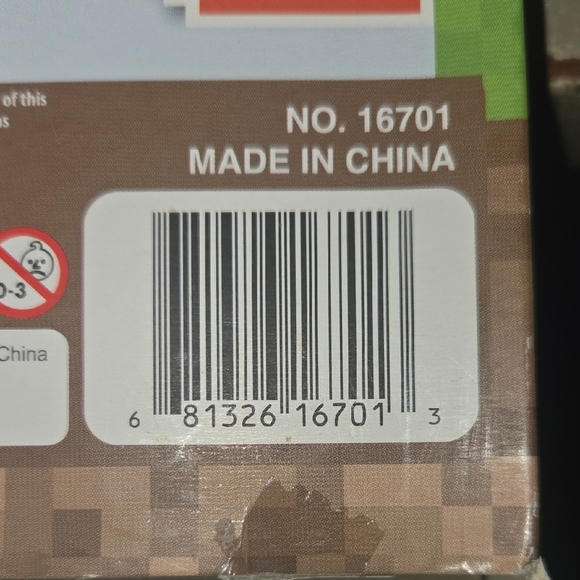 of this
NO. 16701
MADE IN CHINA
0-3
China
6 81326 16701 3